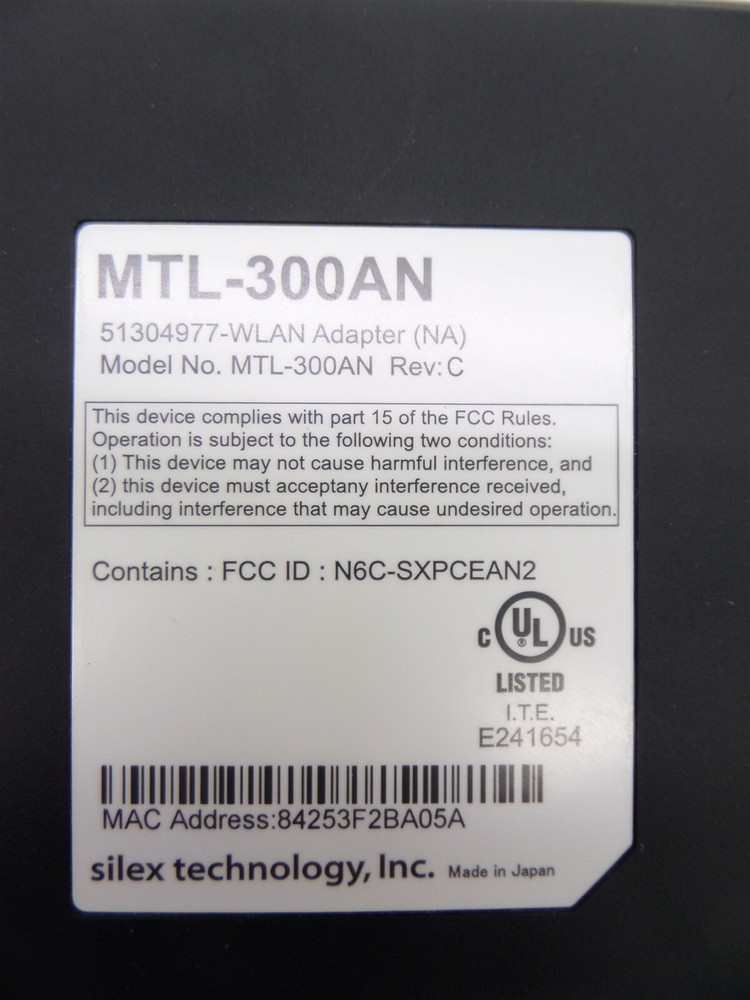 MTL-300AN
51304977-WLAN Adapter (NA)
Model No. MTL-300AN Rev:C
This device complies with part 15 of the FCC Rules.
Operation is subject to the following two conditions:
(1) This device may not cause harmful interference, and
(2) this device must acceptany interference received,
including interference that may cause undesired operation.
Contains : FCC ID : N6C-SXPCEAN2
C UL ® US
LISTED
I.T.E.
E241654
MAC Address:84253F2BA05A
silex technology, Inc. Made in Japan